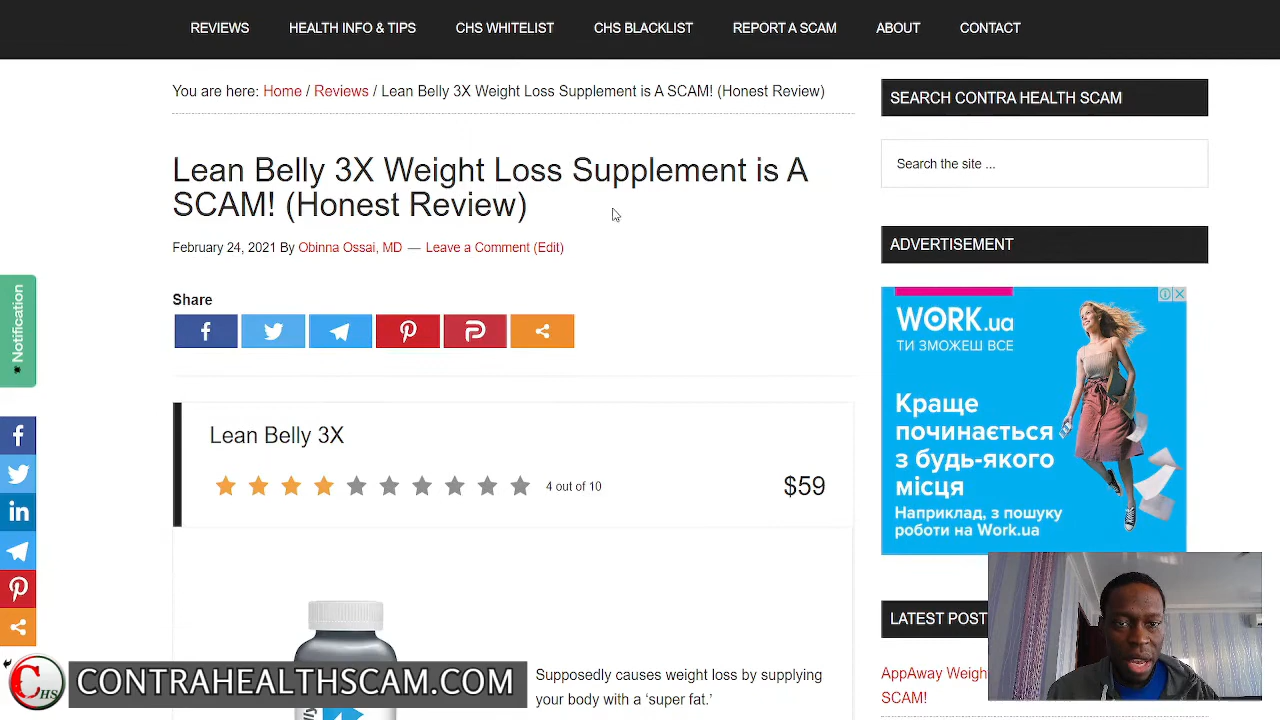 REVIEWS HEALTH INFO & TIPS CHS WHITELIST CHS BLACKLIST REPORT A SCAM ABOUT CONTACT
You are here: Home / Reviews / Lean Belly 3X Weight Loss Supplement is A SCAM! (Honest Review)
Lean Belly 3X Weight Loss Supplement is A
SCAM! (Honest Review)
February 24, 2021 By Obinna Ossai, MD — Leave a Comment (Edit)
Share
Lean Belly 3X
4 out of 10
$59
Supposedly causes weight loss by supplying
your body with a ‘super fat.’
SEARCH CONTRA HEALTH SCAM
Search the site ...
ADVERTISEMENT
WORK.ua
ТИ ЗМОЖЕШ ВСЕ
Краще
починається
з будь-якого
місця
Наприклад, з пошуку
роботи на Work.ua
LATEST POST
AppAway Weigh
SCAM!
Notification
CHS
CONTRAHEALTHSCAM.COM